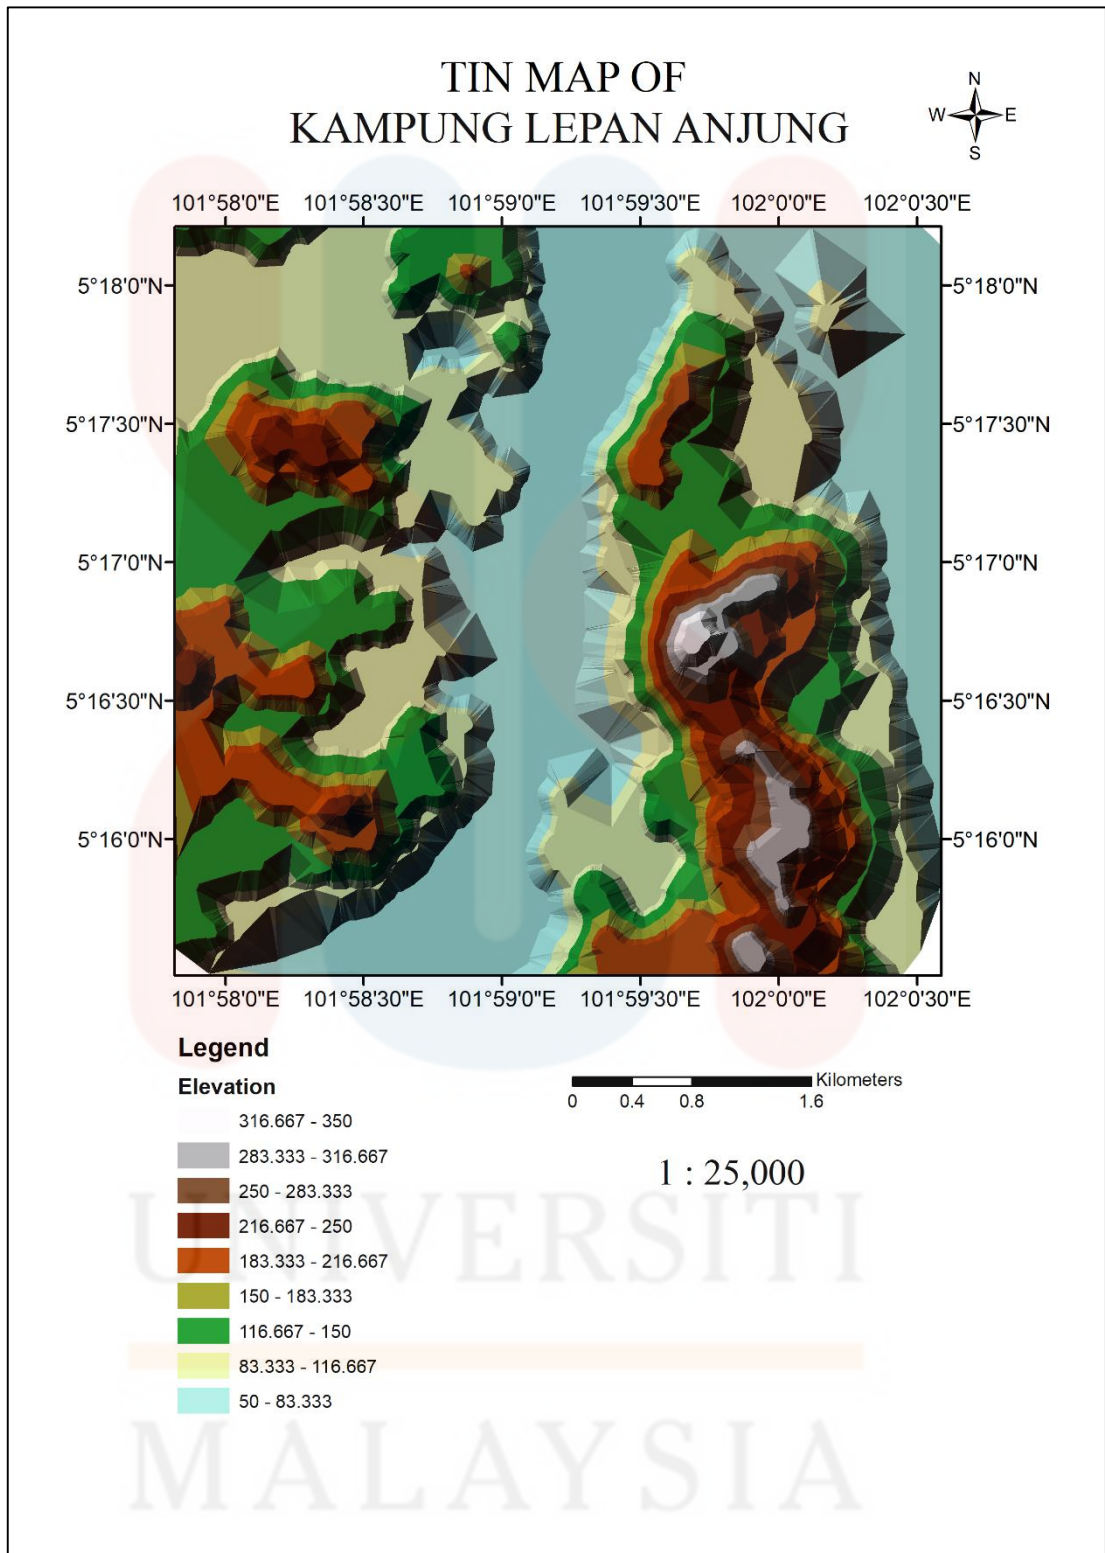 TIN MAP OF
KAMPUNG LEPAN ANJUNG
N
W E
S
101°58'0"E 101°58'30"E 101°59'0"E 101°59'30"E 102°0'0"E 102°0'30"E
5°18'0"N 5°18'0"N
5°17'30"N 5°17'30"N
5°17'0"N 5°17'0"N
5°16'30"N 5°16'30"N
5°16'0"N 5°16'0"N
101°58'0"E 101°58'30"E 101°59'0"E 101°59'30"E 102°0'0"E 102°0'30"E
Legend
Elevation
316.667 - 350
283.333 - 316.667
250 - 283.333
216.667 - 250
183.333 - 216.667
150 - 183.333
116.667 - 150
83.333 - 116.667
50 - 83.333
Kilometers
0 0.4 0.8 1.6
1 : 25,000
UNIVERSITI
MALAYSIA